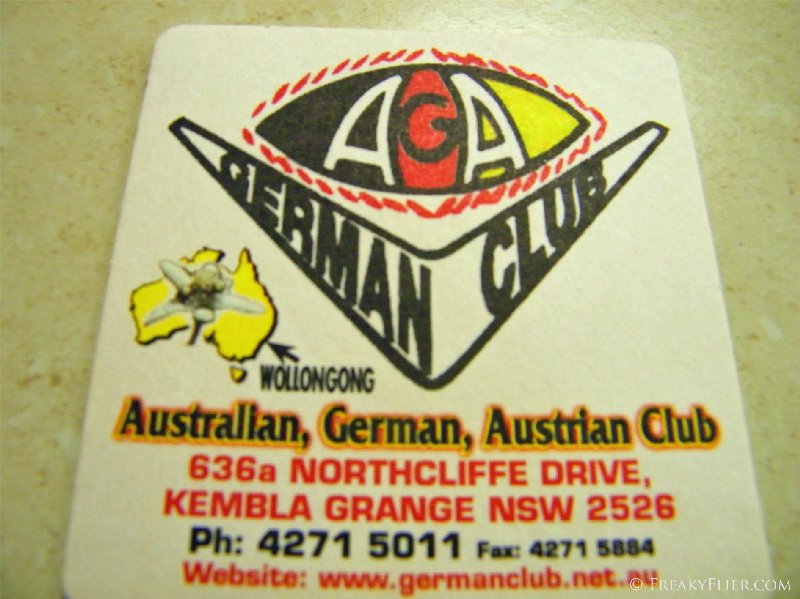 AGA
GERMAN CLUB
WOLLONGONG
Australian, German, Austrian Club
636a NORTHCLIFFE DRIVE,
KEMBLA GRANGE NSW 2526
Ph: 4271 5011 Fax: 4271 5884
Website: www.germanclub.net.au
© FREAKYFLIER.COM